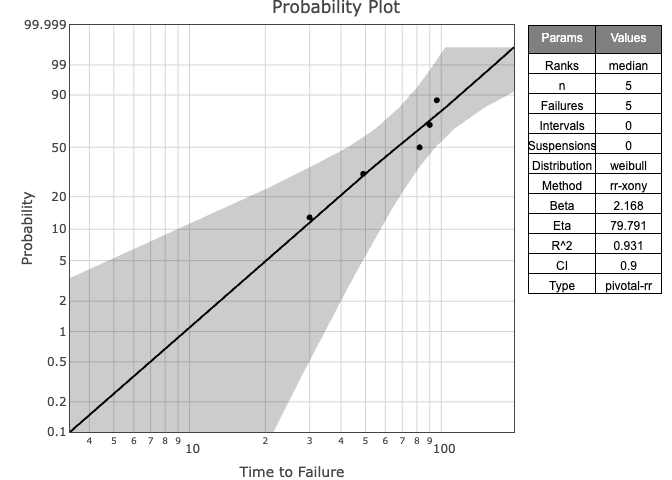 Probability Plot
99.999
99
90
50
20
10
5
2
1
0.5
0.2
0.1
Probability
4 5 6 7 8 9 10 2 3 4 5 6 7 8 9 100
Time to Failure
Params Values
Ranks median
n 5
Failures 5
Intervals 0
Suspensions 0
Distribution weibull
Method rr-xony
Beta 2.168
Eta 79.791
R^2 0.931
CI 0.9
Type pivotal-rr